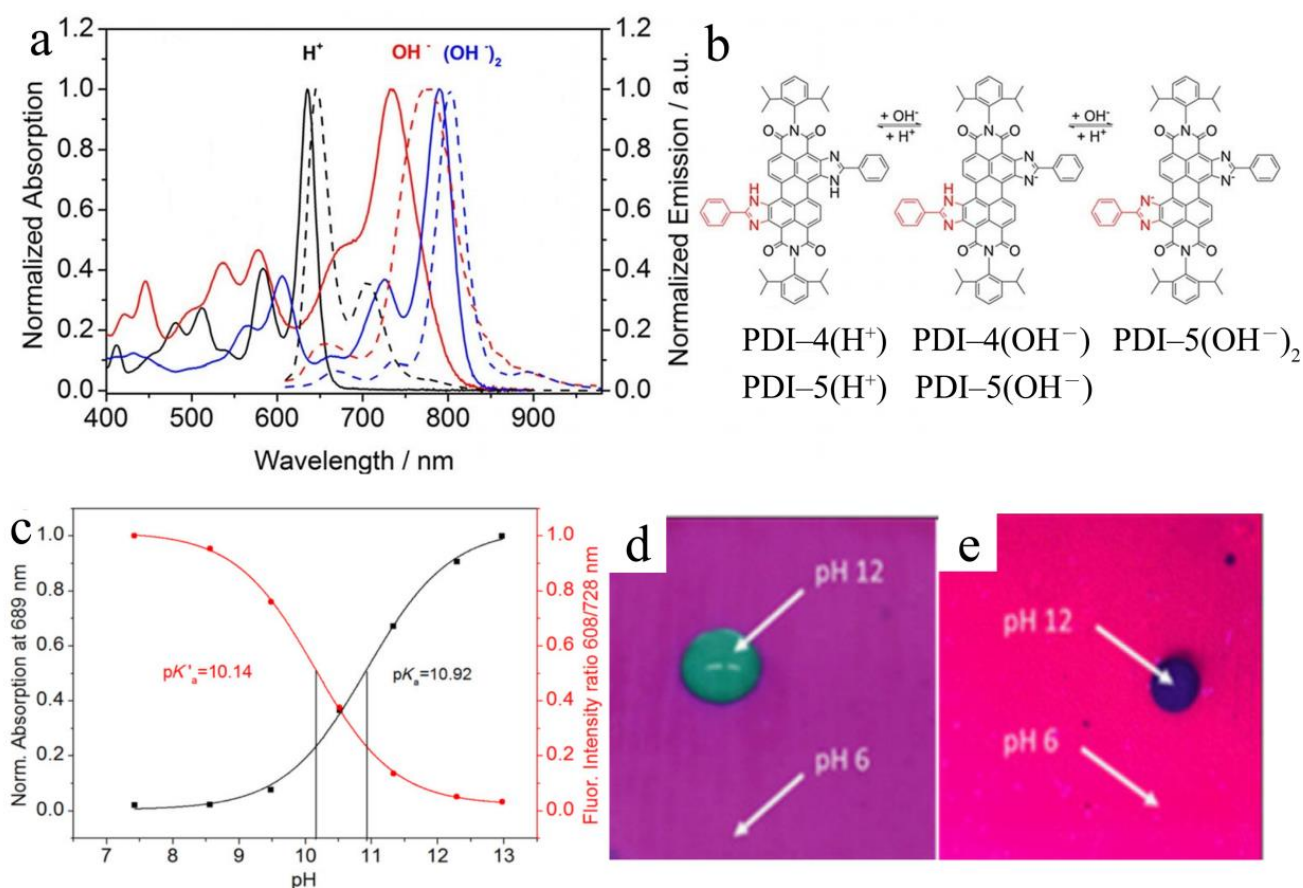 a
H⁺ OH⁻ (OH⁻)₂
Normalized Absorption
1.2
1.0
0.8
0.6
0.4
0.2
0.0
400 500 600 700 800 900
Wavelength / nm
1.2
1.0
0.8
0.6
0.4
0.2
0.0
Normalized Emission / a.u.
b
+ OH⁻
+ H⁺
+ OH⁻
+ H⁺
O N O
N
N
H
H
N
N
O N O
O N O
N
N⁻
H
N
N
O N O
O N O
N
N⁻
N⁻
N
O N O
PDI–4(H⁺) PDI–4(OH⁻) PDI–5(OH⁻)₂
PDI–5(H⁺) PDI–5(OH⁻)
c
Norm. Absorption at 689 nm
1.0
0.8
0.6
0.4
0.2
0.0
pK'ₐ=10.14
pKₐ=10.92
7 8 9 10 11 12 13
pH
1.0
0.8
0.6
0.4
0.2
0.0
Fluor. Intensity ratio 608/728 nm
d
pH 12
pH 6
e
pH 12
pH 6